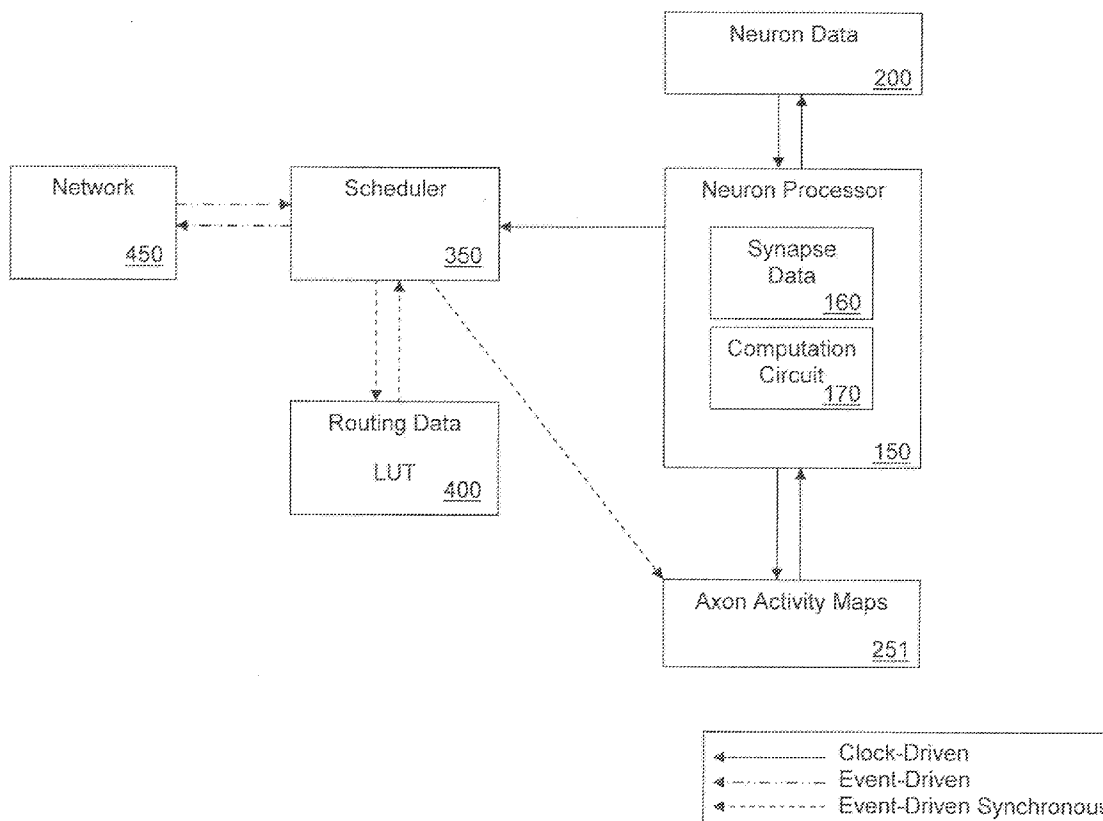 Neuron Data
200
Network
450
Scheduler
350
Neuron Processor
Synapse
Data
160
Computation
Circuit
170
150
Routing Data
LUT
400
Axon Activity Maps
251
Clock-Driven
Event-Driven
Event-Driven Synchronous